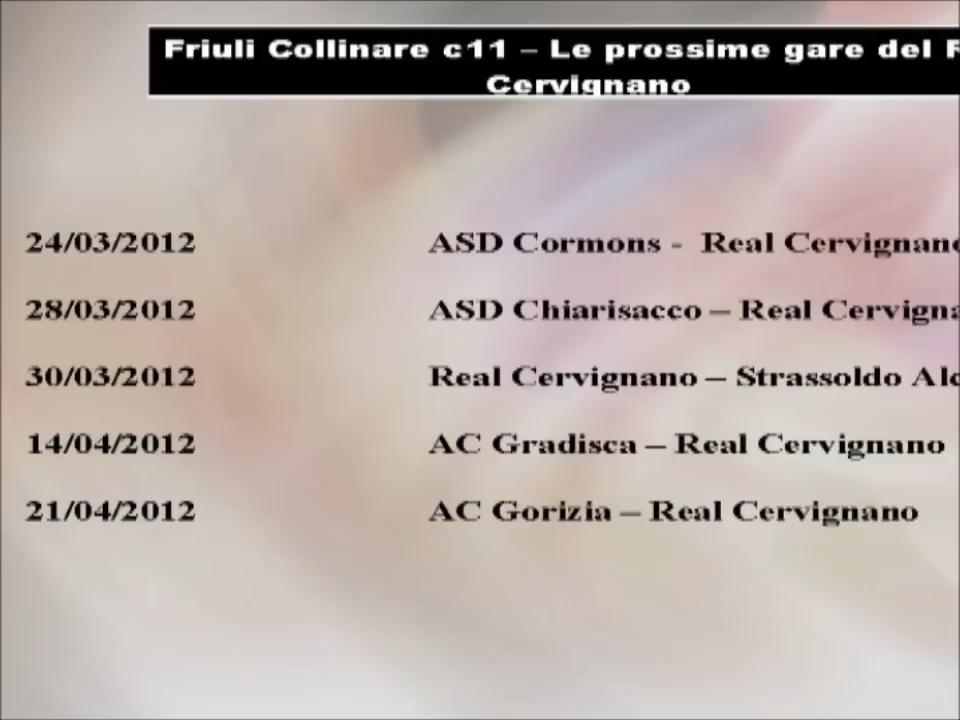 Friuli Collinare c11 – Le prossime gare del
Cervignano
24/03/2012 ASD Cormons - Real Cervignano
28/03/2012 ASD Chiarisacco – Real
30/03/2012 Real Cervignano – Strassoldo
14/04/2012 AC Gradisca – Real Cervignano
21/04/2012 AC Gorizia – Real Cervignano